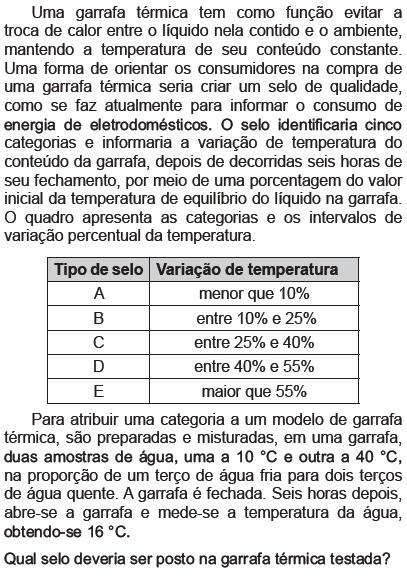 Uma garrafa térmica tem como função evitar a
troca de calor entre o líquido nela contido e o ambiente,
mantendo a temperatura de seu conteúdo constante.
Uma forma de orientar os consumidores na compra de
uma garrafa térmica seria criar um selo de qualidade,
como se faz atualmente para informar o consumo de
energia de eletrodomésticos. O selo identificaria cinco
categorias e informaria a variação de temperatura do
conteúdo da garrafa, depois de decorridas seis horas de
seu fechamento, por meio de uma porcentagem do valor
inicial da temperatura de equilíbrio do líquido na garrafa.
O quadro apresenta as categorias e os intervalos de
variação percentual da temperatura.
Tipo de selo Variação de temperatura
A menor que 10%
B entre 10% e 25%
C entre 25% e 40%
D entre 40% e 55%
E maior que 55%
Para atribuir uma categoria a um modelo de garrafa
térmica, são preparadas e misturadas, em uma garrafa,
duas amostras de água, uma a 10 °C e outra a 40 °C,
na proporção de um terço de água fria para dois terços
de água quente. A garrafa é fechada. Seis horas depois,
abre-se a garrafa e mede-se a temperatura da água,
obtendo-se 16 °C.
Qual selo deveria ser posto na garrafa térmica testada?